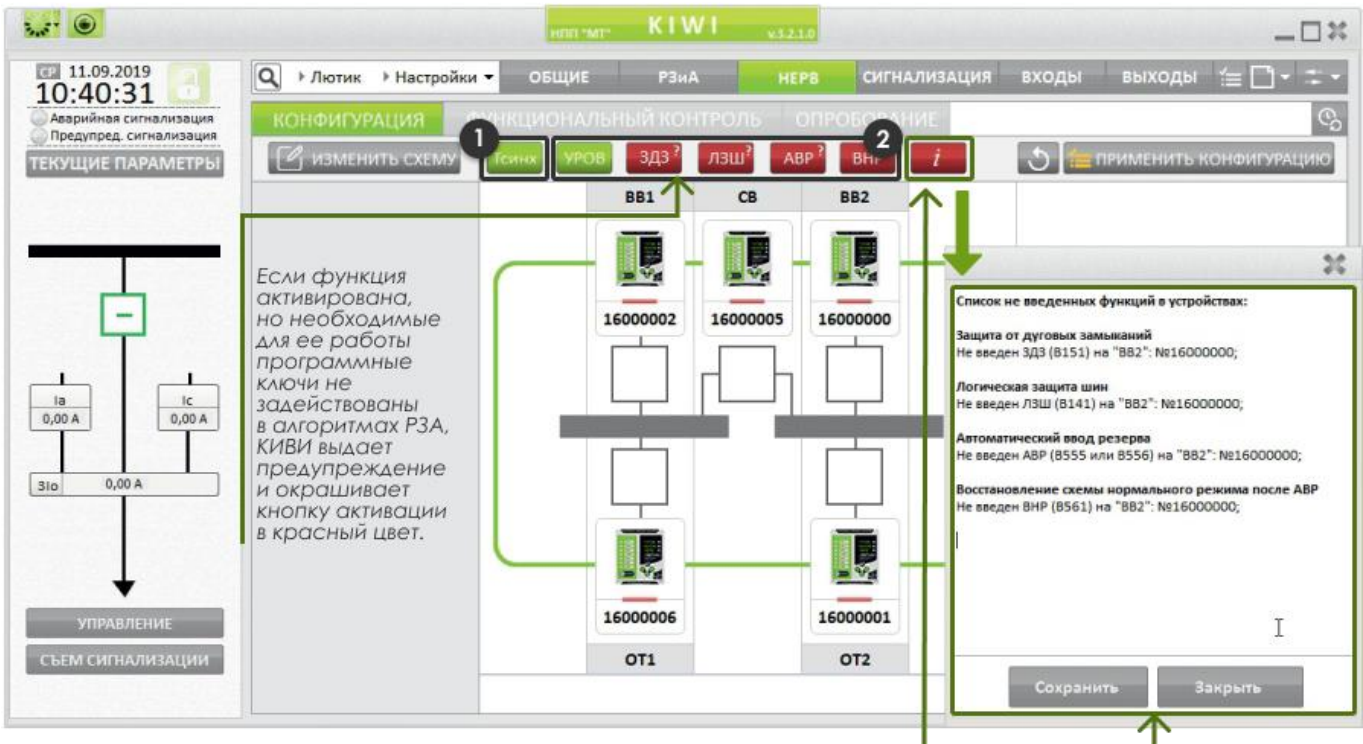 НПП "МТ" KIWI v.3.2.1.0
СР 11.09.2019
10:40:31
Аварийная сигнализация
Предупред. сигнализация
ТЕКУЩИЕ ПАРАМЕТРЫ
Лютик Настройки ОБЩИЕ РЗиА НЕРВ СИГНАЛИЗАЦИЯ ВХОДЫ ВЫХОДЫ
КОНФИГУРАЦИЯ ФУНКЦИОНАЛЬНЫЙ КОНТРОЛЬ ОПРОБОВАНИЕ
1 2
ИЗМЕНИТЬ СХЕМУ Тсинх УРОВ ЗДЗ? ЛЗШ? АВР? ВНР i ПРИМЕНИТЬ КОНФИГУРАЦИЮ
ВВ1 СВ ВВ2
Если функция
активирована,
но необходимые
для ее работы
программные
ключи не
задействованы
в алгоритмах РЗА,
КИВИ выдает
предупреждение
и окрашивает
кнопку активации
в красный цвет.
16000002 16000005 16000000
16000006 16000001
ОТ1 ОТ2
Ia
0,00 А
Ic
0,00 А
3Io 0,00 А
УПРАВЛЕНИЕ
СЪЕМ СИГНАЛИЗАЦИИ
Список не введенных функций в устройствах:
Защита от дуговых замыканий
Не введен ЗДЗ (В151) на "ВВ2": №16000000;
Логическая защита шин
Не введен ЛЗШ (В141) на "ВВ2": №16000000;
Автоматический ввод резерва
Не введен АВР (В555 или В556) на "ВВ2": №16000000;
Восстановление схемы нормального режима после АВР
Не введен ВНР (В561) на "ВВ2": №16000000;
Сохранить Закрыть